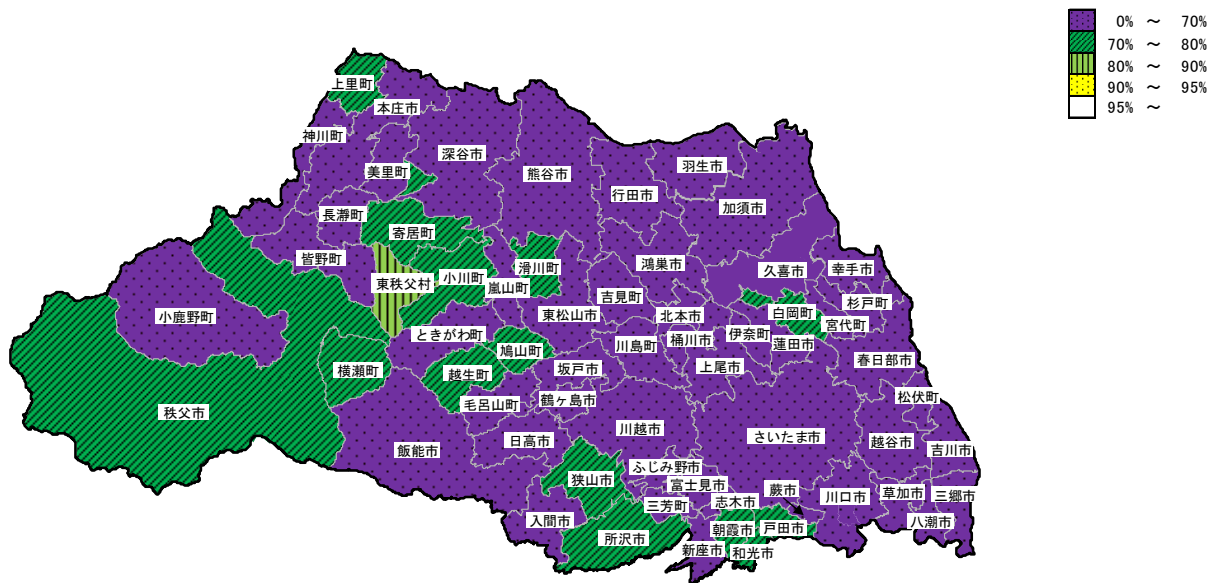 0% ～ 70%
70% ～ 80%
80% ～ 90%
90% ～ 95%
95% ～
上里町
本庄市
神川町
深谷市
美里町
熊谷市
羽生市
行田市
加須市
長瀞町
寄居町
皆野町
東秩父村
小川町
嵐山町
滑川町
鴻巣市
久喜市
幸手市
吉見町
杉戸町
小鹿野町
東松山市
北本市
白岡町
宮代町
ときがわ町
伊奈町
桶川市
蓮田市
川島町
鳩山町
春日部市
横瀬町
越生町
坂戸市
上尾市
松伏町
毛呂山町
鶴ヶ島市
秩父市
川越市
さいたま市
日高市
越谷市
吉川市
飯能市
ふじみ野市
狭山市
富士見市
蕨市
川口市
草加市
三郷市
三芳町
志木市
入間市
朝霞市
戸田市
八潮市
所沢市
新座市
和光市